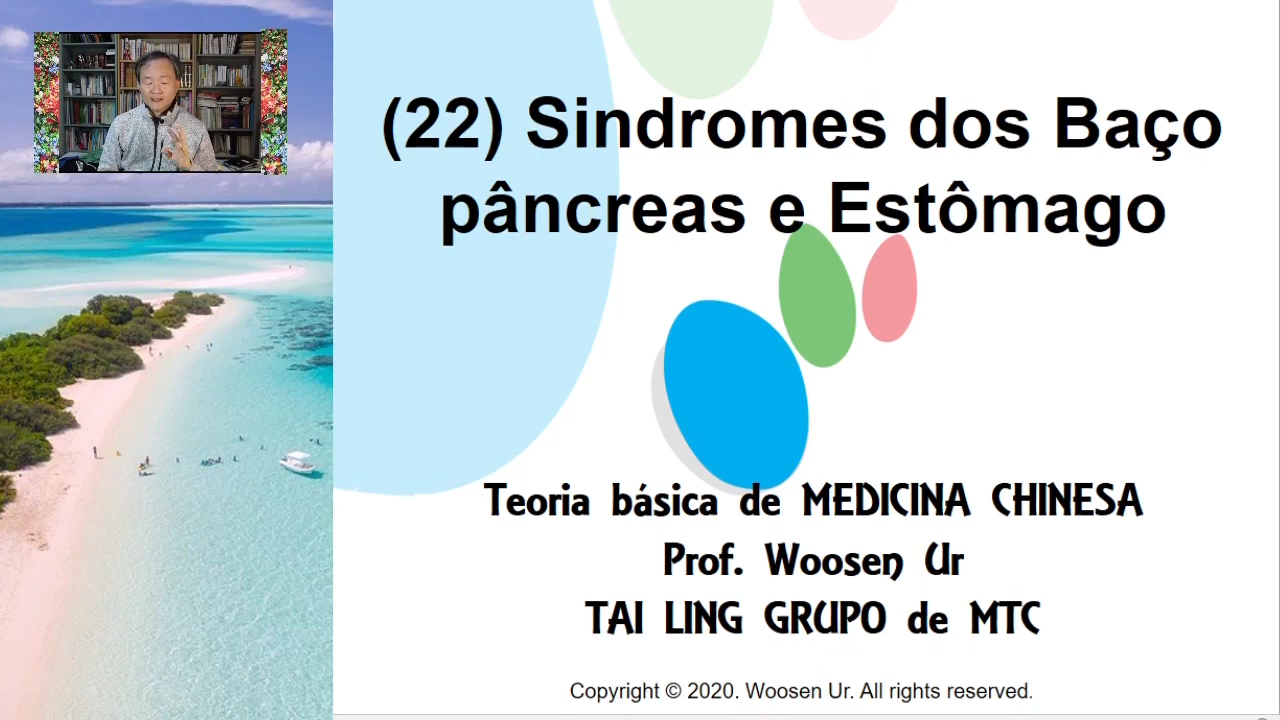 (22) Sindromes dos Baço
pâncreas e Estômago
Teoria básica de MEDICINA CHINESA
Prof. Woosen Ur
TAI LING GRUPO de MTC
Copyright © 2020. Woosen Ur. All rights reserved.